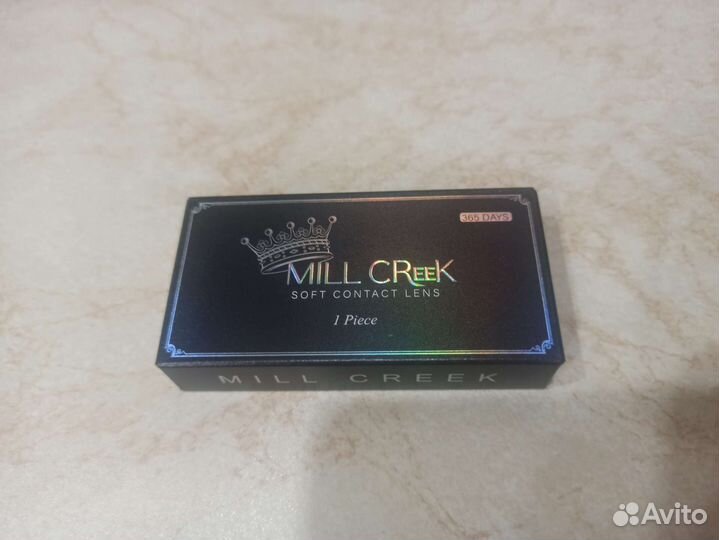 365 DAYS
MILL CREEK
SOFT CONTACT LENS
1 Piece
MILL CREEK
Avito